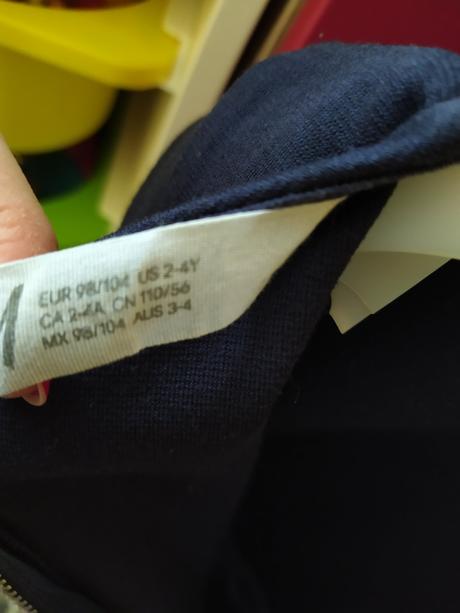 EUR 98/104 US 2-4Y
CA 2-4A CN 110/56
MX 98/104 AUS 3-4